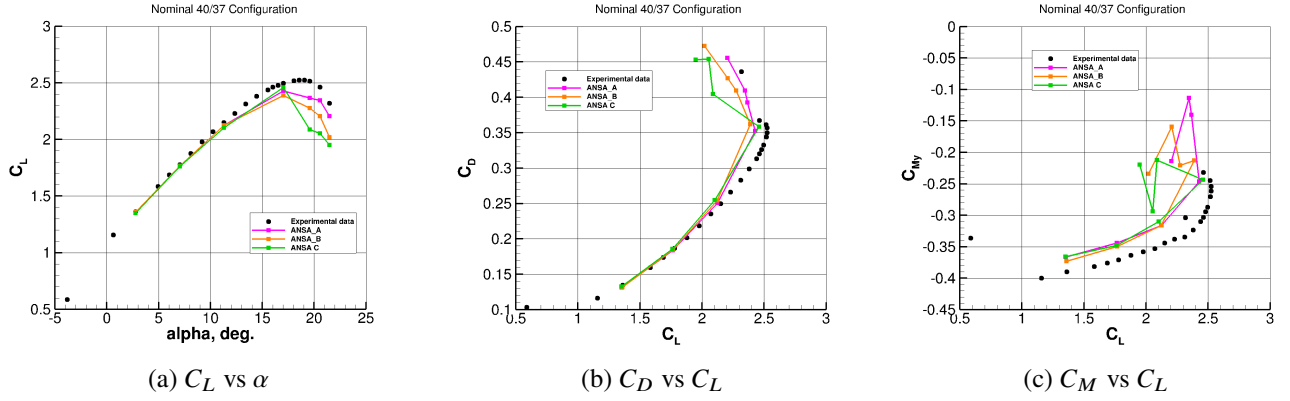 Nominal 40/37 Configuration
3
2.5
2
1.5
1
0.5
-5
0
5
10
15
20
25
C_L
alpha, deg.
Experimental data
ANSA_A
ANSA_B
ANSA C
(a) C_L vs α
Nominal 40/37 Configuration
0.5
0.45
0.4
0.35
0.3
0.25
0.2
0.15
0.1
0.5
1
1.5
2
2.5
3
C_D
C_L
Experimental data
ANSA_A
ANSA_B
ANSA C
(b) C_D vs C_L
Nominal 40/37 Configuration
0
-0.05
-0.1
-0.15
-0.2
-0.25
-0.3
-0.35
-0.4
-0.45
0.5
1
1.5
2
2.5
3
C_My
C_L
Experimental data
ANSA_A
ANSA_B
ANSA C
(c) C_M vs C_L